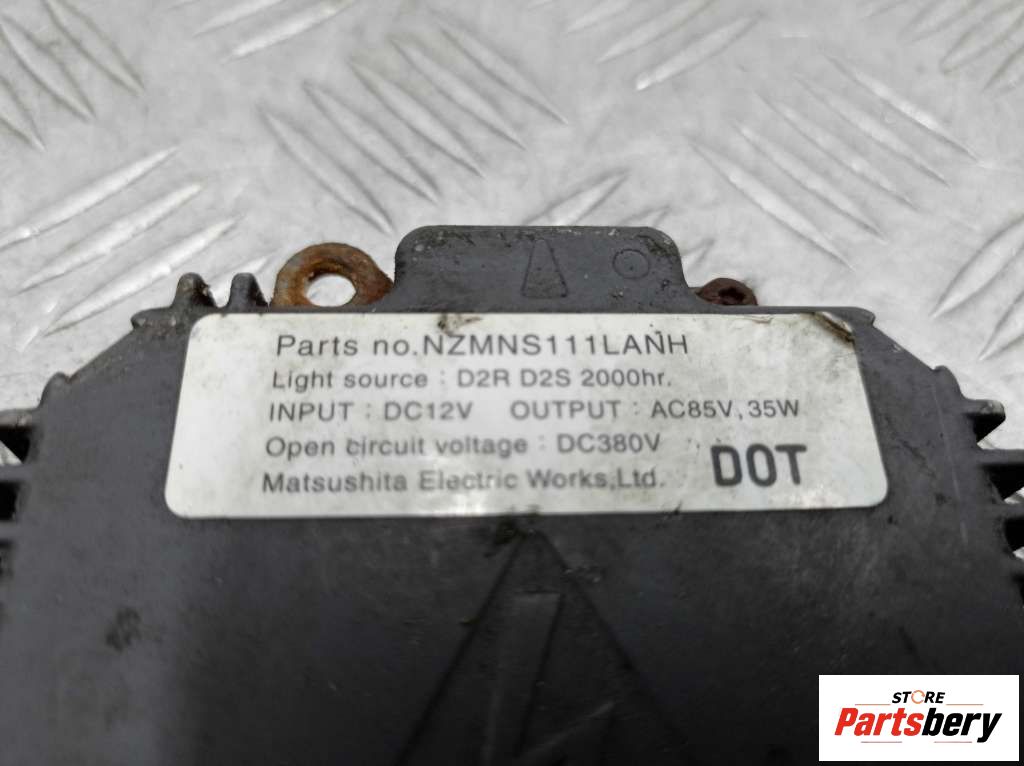 Parts no.NZMNS111LANH
Light source : D2R D2S 2000hr.
INPUT : DC12V OUTPUT : AC85V,35W
Open circuit voltage : DC380V
Matsushita Electric Works,Ltd. DOT
STORE
Partsbery